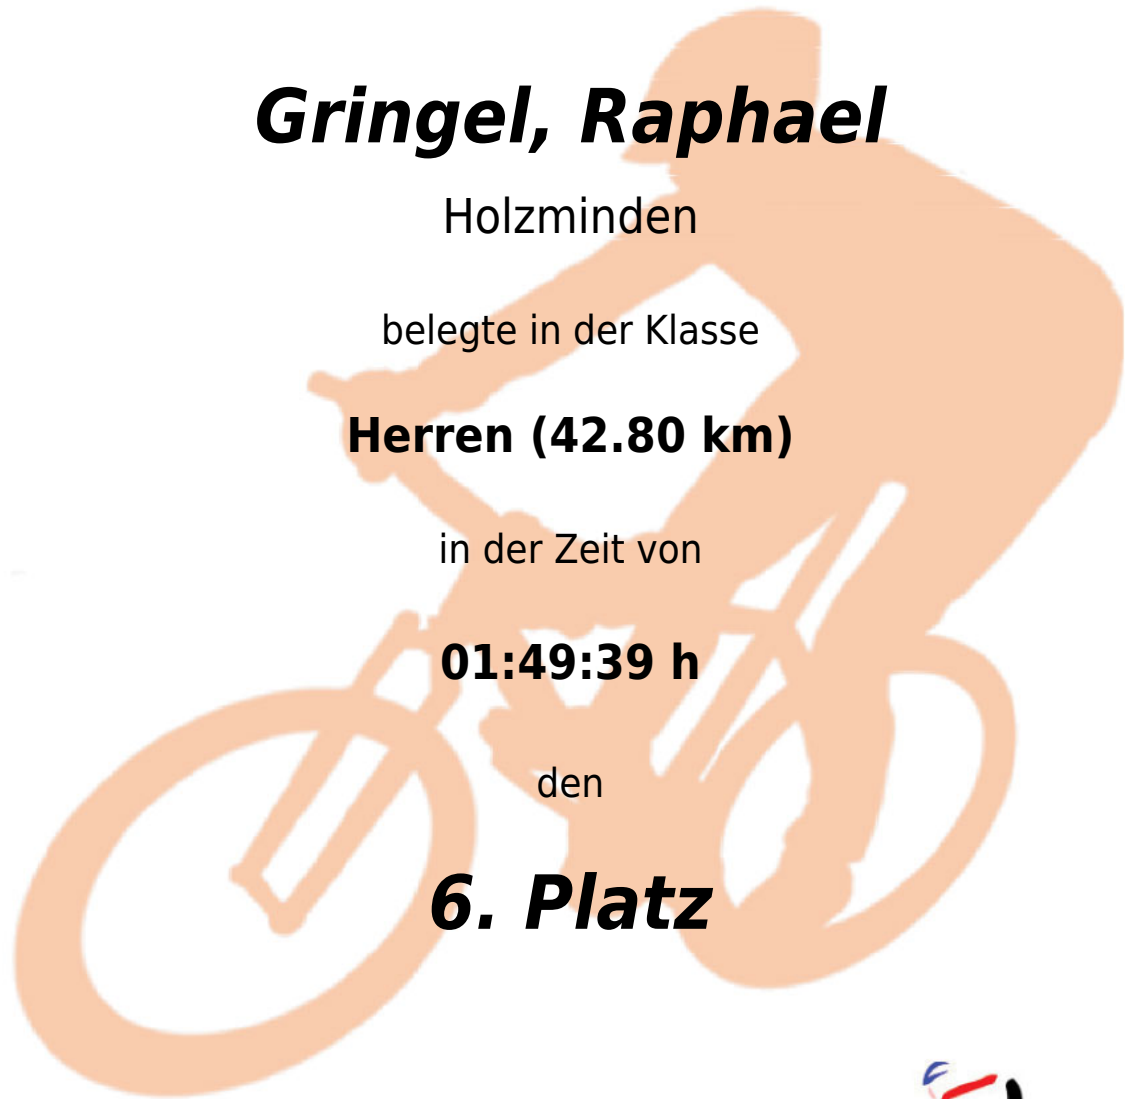 Gringel, Raphael
Holzminden
belegte in der Klasse
Herren (42.80 km)
in der Zeit von
01:49:39 h
den
6. Platz